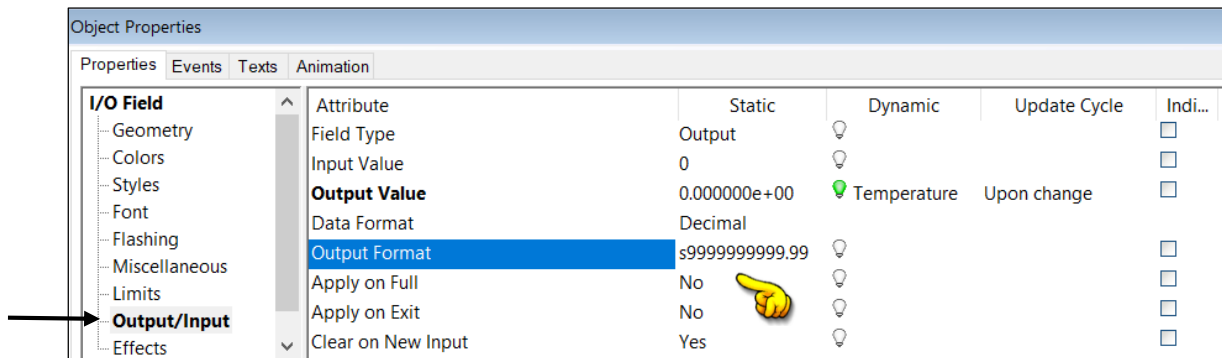 Object Properties
Properties Events Texts Animation
I/O Field
Geometry
Colors
Styles
Font
Flashing
Miscellaneous
Limits
Output/Input
Effects
Attribute Static Dynamic Update Cycle Indi...
Field Type Output
Input Value 0
Output Value 0.000000e+00 Temperature Upon change
Data Format Decimal
Output Format s9999999999.99
Apply on Full No
Apply on Exit No
Clear on New Input Yes